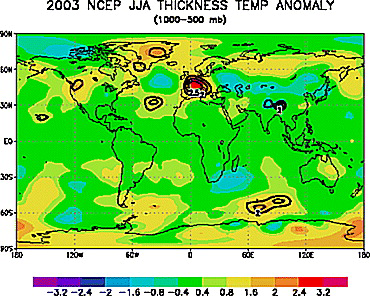 2003 NCEP JJA THICKNESS TEMP ANOMALY
(1000–500 mb)
90N
60N
30N
EQ
30S
60S
90S
180 120W 60W 0 60E 120E 180
−3.2 −2.4 −2 −1.6 −0.8 0.4 0.8 1.6 2 2.4 3.2